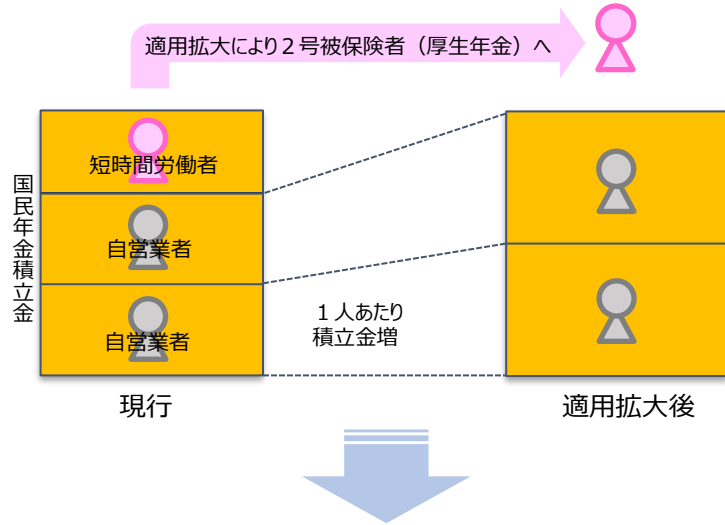 適用拡大により２号被保険者（厚生年金）へ
国民年金積立金
短時間労働者
自営業者
自営業者
１人あたり
積立金増
現行
適用拡大後